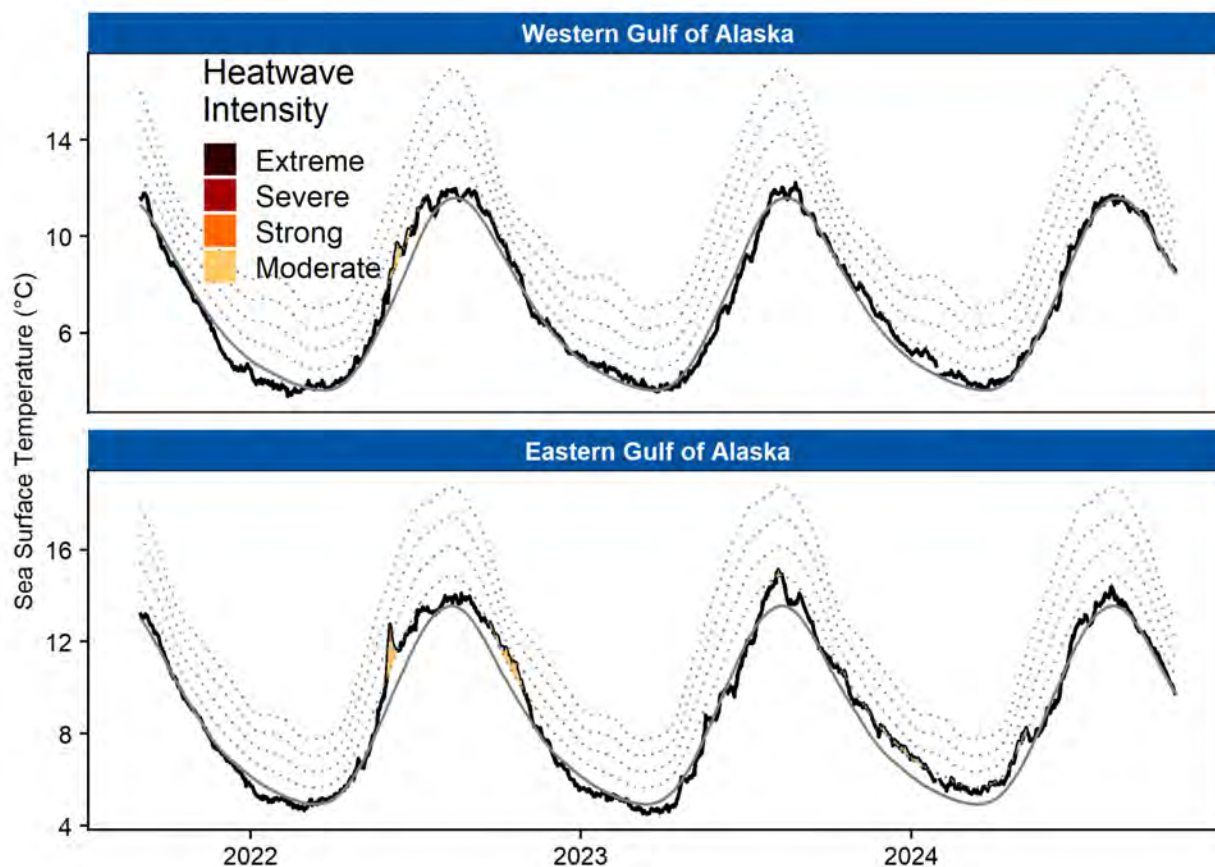 Western Gulf of Alaska
Heatwave
Intensity
Extreme
Severe
Strong
Moderate
14
10
6
Sea Surface Temperature (°C)
Eastern Gulf of Alaska
16
12
8
4
2022 2023 2024